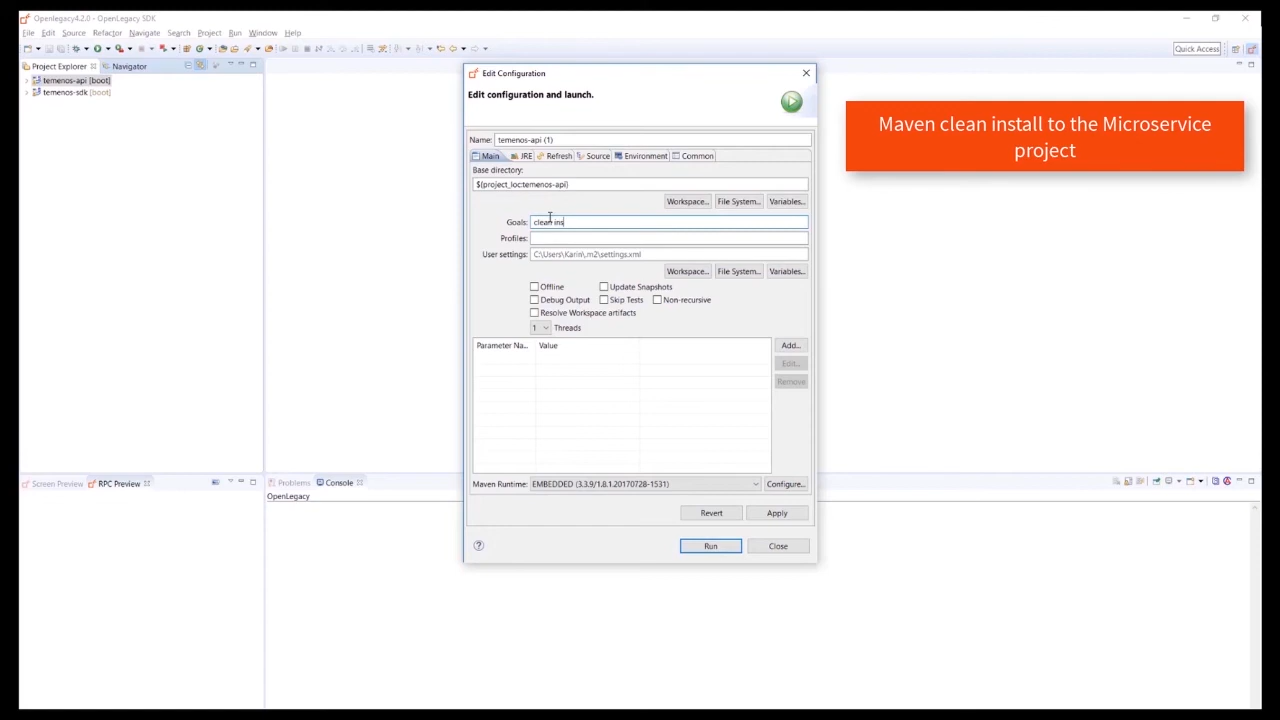 Openlegacy4.2.0 - OpenLegacy SDK
File Edit Source Refactor Navigate Search Project Run Window Help
Quick Access
Project Explorer Navigator
temenos-api [boot]
temenos-sdk [boot]
Edit Configuration
Edit configuration and launch.
Maven clean install to the Microservice
project
Name: temenos-api (1)
Main JRE Refresh Source Environment Common
Base directory:
${project_loc:temenos-api}
Workspace... File System... Variables...
Goals: clean ins
Profiles:
User settings: C:\Users\Karin\.m2\settings.xml
Workspace... File System... Variables...
Offline Update Snapshots
Debug Output Skip Tests Non-recursive
Resolve Workspace artifacts
1 Threads
Parameter Na... Value Add...
Edit...
Remove
Maven Runtime: EMBEDDED (3.3.9/1.8.1.20170728-1531) Configure...
Revert Apply
Run Close
Screen Preview RPC Preview Problems Console
OpenLegacy